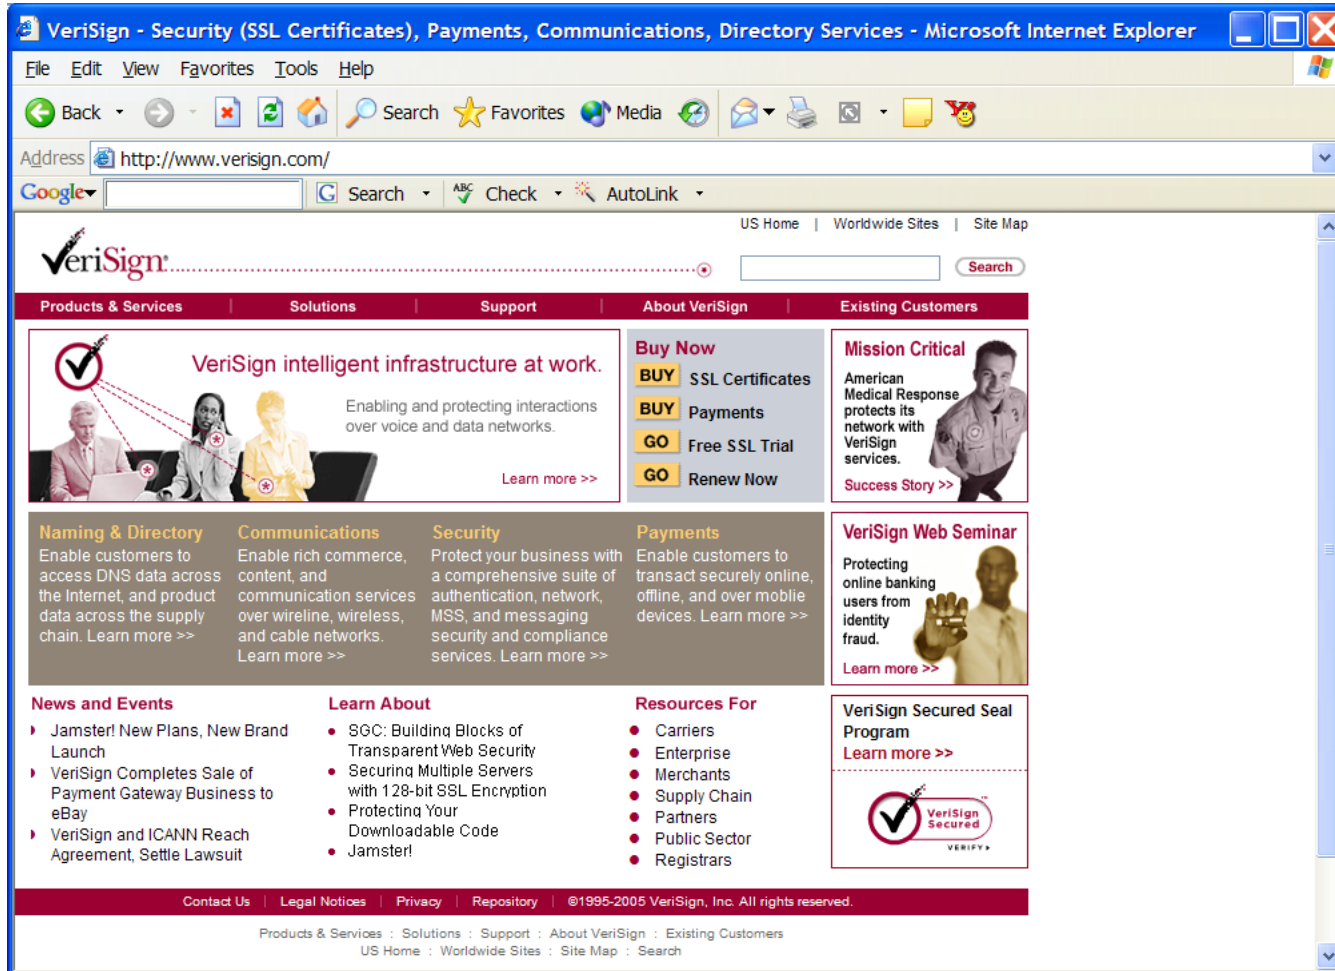 VeriSign - Security (SSL Certificates), Payments, Communications, Directory Services - Microsoft Internet Explorer
File Edit View Favorites Tools Help
Back Search Favorites Media
Address http://www.verisign.com/
Google Search ABC Check AutoLink
US Home | Worldwide Sites | Site Map
VeriSign®
Search
Products & Services | Solutions | Support | About VeriSign | Existing Customers
VeriSign intelligent infrastructure at work.
Enabling and protecting interactions
over voice and data networks.
Learn more >>
Buy Now
BUY SSL Certificates
BUY Payments
GO Free SSL Trial
GO Renew Now
Mission Critical
American
Medical Response
protects its
network with
VeriSign
services.
Success Story >>
Naming & Directory
Enable customers to
access DNS data across
the Internet, and product
data across the supply
chain. Learn more >>
Communications
Enable rich commerce,
content, and
communication services
over wireline, wireless,
and cable networks.
Learn more >>
Security
Protect your business with
a comprehensive suite of
authentication, network,
MSS, and messaging
security and compliance
services. Learn more >>
Payments
Enable customers to
transact securely online,
offline, and over moblie
devices. Learn more >>
VeriSign Web Seminar
Protecting
online banking
users from
identity
fraud.
Learn more >>
News and Events
Jamster! New Plans, New Brand
Launch
VeriSign Completes Sale of
Payment Gateway Business to
eBay
VeriSign and ICANN Reach
Agreement, Settle Lawsuit
Learn About
SGC: Building Blocks of
Transparent Web Security
Securing Multiple Servers
with 128-bit SSL Encryption
Protecting Your
Downloadable Code
Jamster!
Resources For
Carriers
Enterprise
Merchants
Supply Chain
Partners
Public Sector
Registrars
VeriSign Secured Seal
Program
Learn more >>
VeriSign
Secured
™
VERIFY
Contact Us | Legal Notices | Privacy | Repository | ©1995-2005 VeriSign, Inc. All rights reserved.
Products & Services : Solutions : Support : About VeriSign : Existing Customers
US Home : Worldwide Sites : Site Map : Search